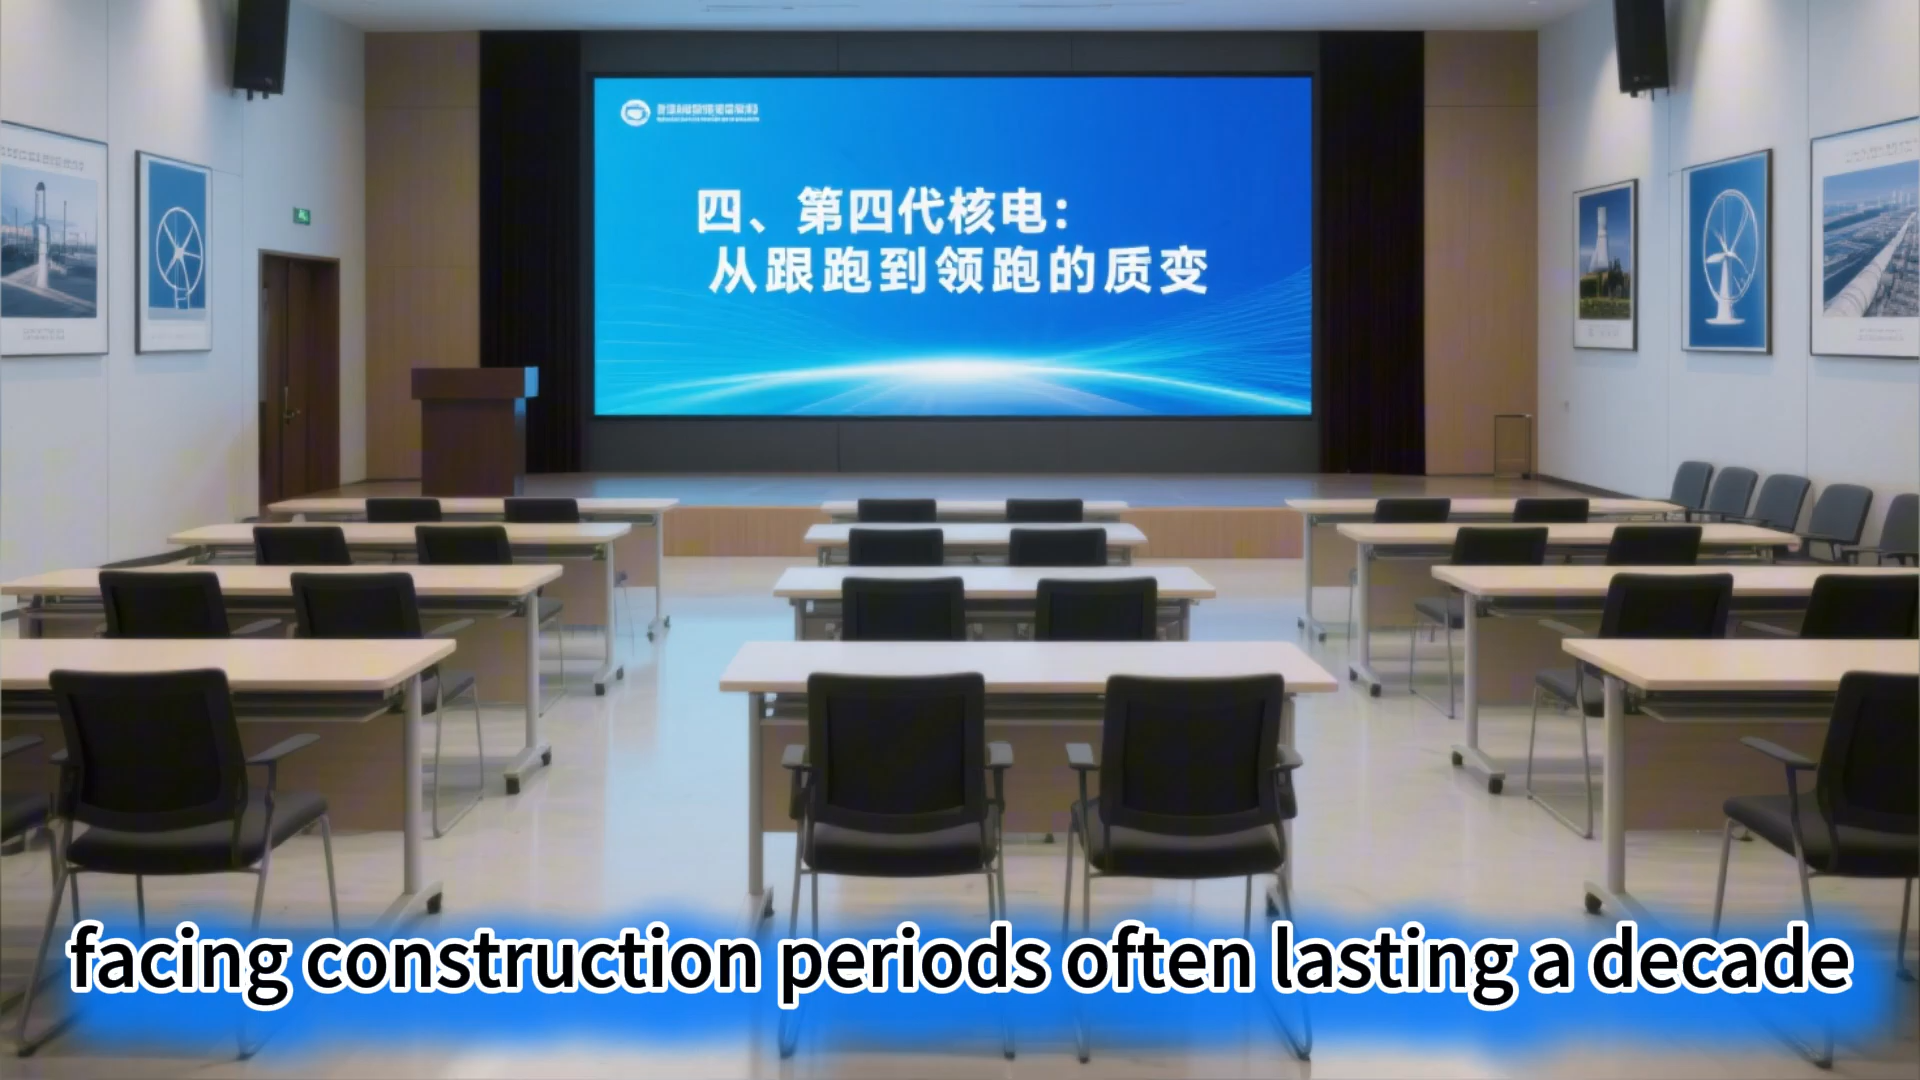 四、第四代核电：
从跟跑到领跑的质变
facing construction periods often lasting a decade